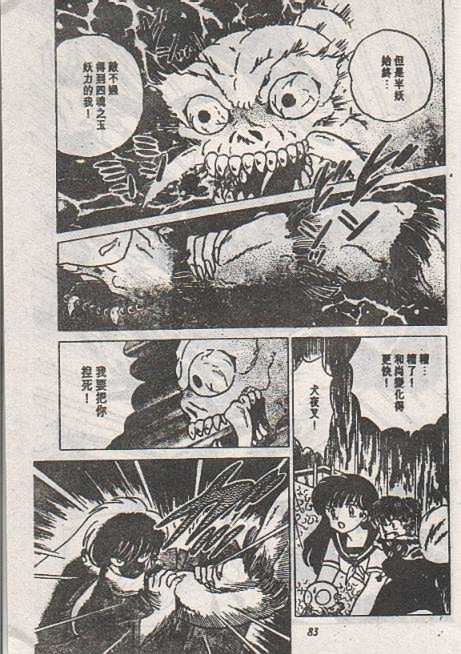 但是半妖
始終…
敵不過
得到四魂之玉
妖力的我！
糟…
糟了！
和尚變化得
更快！
犬夜叉！
我要把你
捏死！
83